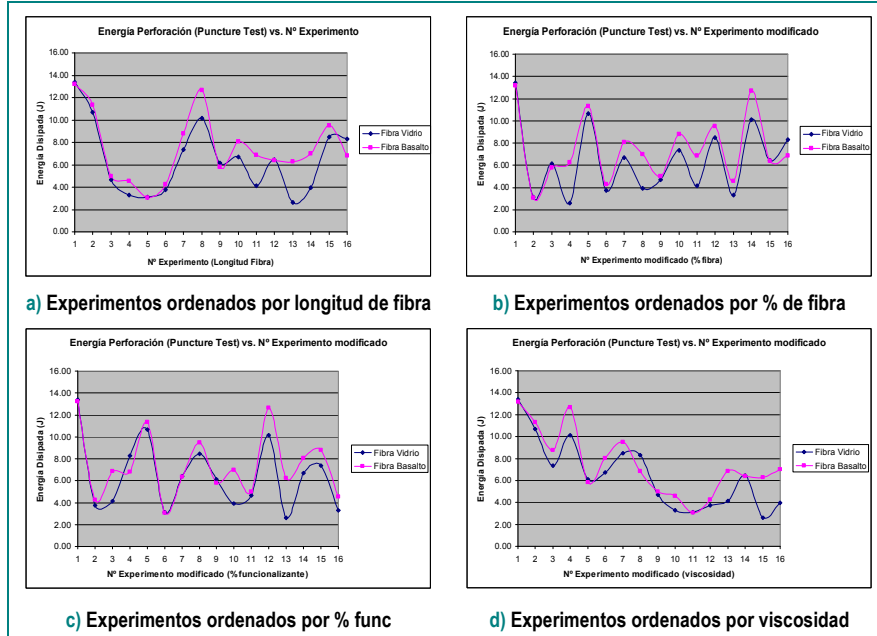 Energía Perforación (Puncture Test) vs. Nº Experimento
16.00
14.00
12.00
10.00
8.00
6.00
4.00
2.00
0.00
Energía Disipada (J)
1 2 3 4 5 6 7 8 9 10 11 12 13 14 15 16
Nº Experimento (Longitud Fibra)
Fibra Vidrio
Fibra Basalto
a) Experimentos ordenados por longitud de fibra
Energía Perforación (Puncture Test) vs. Nº Experimento modificado
16.00
14.00
12.00
10.00
8.00
6.00
4.00
2.00
0.00
Energía Disipada (J)
1 2 3 4 5 6 7 8 9 10 11 12 13 14 15 16
Nº Experimento modificado (% fibra)
Fibra Vidrio
Fibra Basalto
b) Experimentos ordenados por % de fibra
Energía Perforación (Puncture Test) vs. Nº Experimento modificado
16.00
14.00
12.00
10.00
8.00
6.00
4.00
2.00
0.00
Energía Disipada (J)
1 2 3 4 5 6 7 8 9 10 11 12 13 14 15 16
Nº Experimento modificado (%funcionalizante)
Fibra Vidrio
Fibra Basalto
c) Experimentos ordenados por % func
Energía Perforación (Puncture Test) vs. Nº Experimento modificado
16.00
14.00
12.00
10.00
8.00
6.00
4.00
2.00
0.00
Energía Disipada (J)
1 2 3 4 5 6 7 8 9 10 11 12 13 14 15 16
Nº Experimento modificado (viscosidad)
Fibra Vidrio
Fibra Basalto
d) Experimentos ordenados por viscosidad